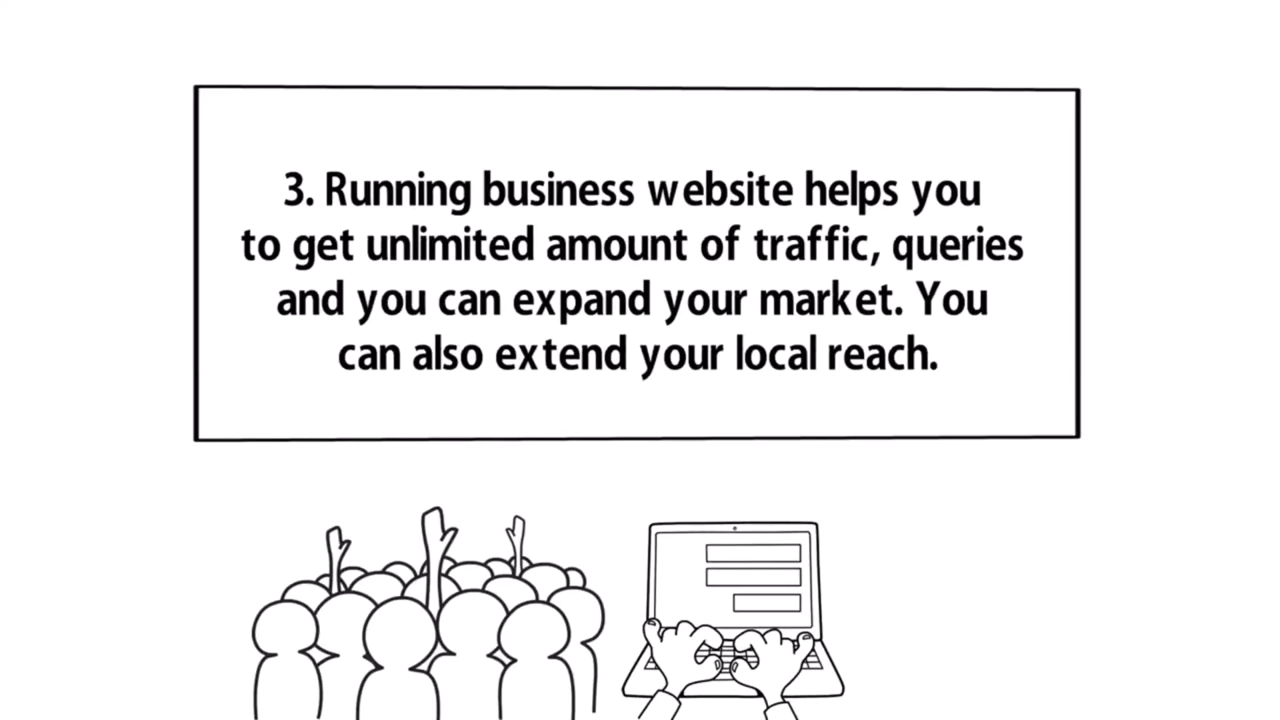 3. Running business website helps you
to get unlimited amount of traffic, queries
and you can expand your market. You
can also extend your local reach.